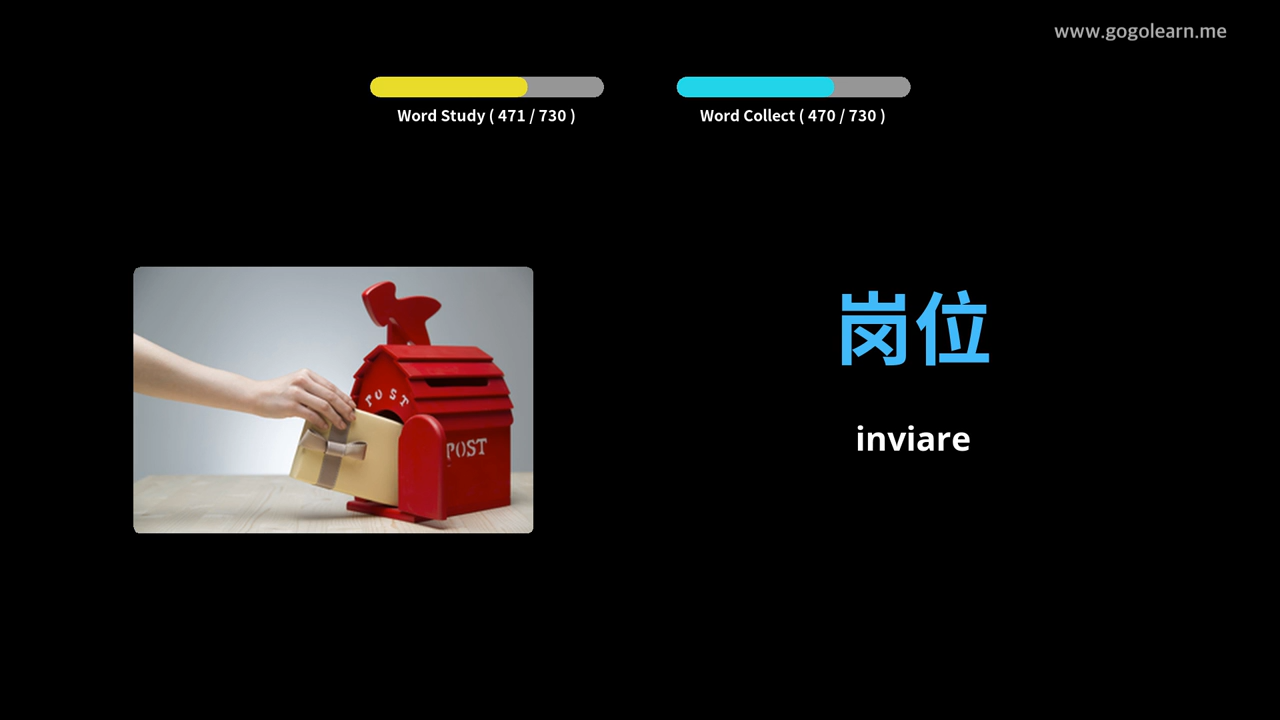 www.gogolearn.me
Word Study ( 471 / 730 )
Word Collect ( 470 / 730 )
POST
POST
岗位
inviare